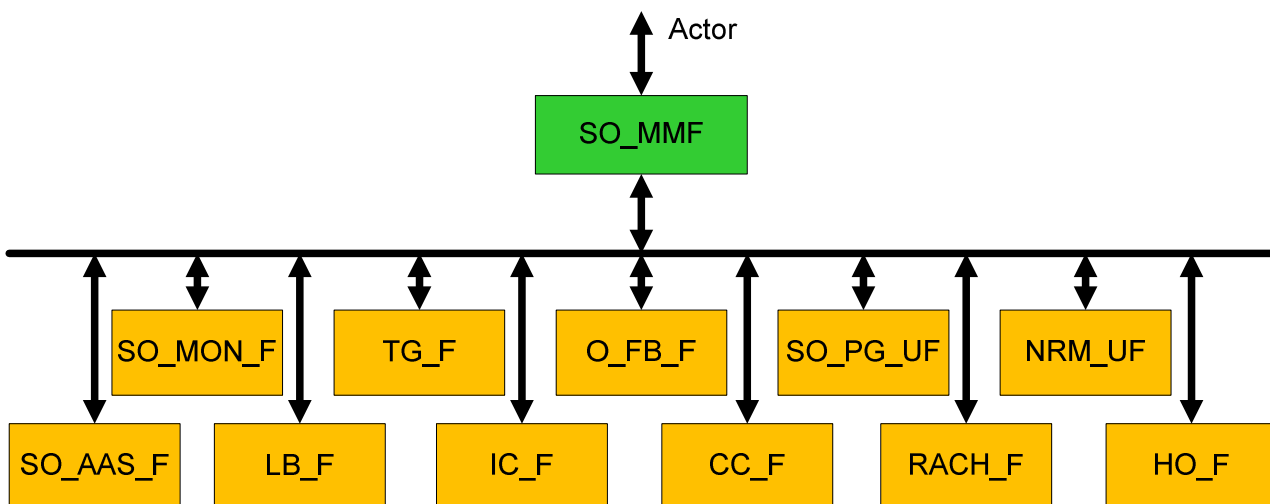 Actor
SO_MMF
SO_MON_F
TG_F
O_FB_F
SO_PG_UF
NRM_UF
SO_AAS_F
LB_F
IC_F
CC_F
RACH_F
HO_F